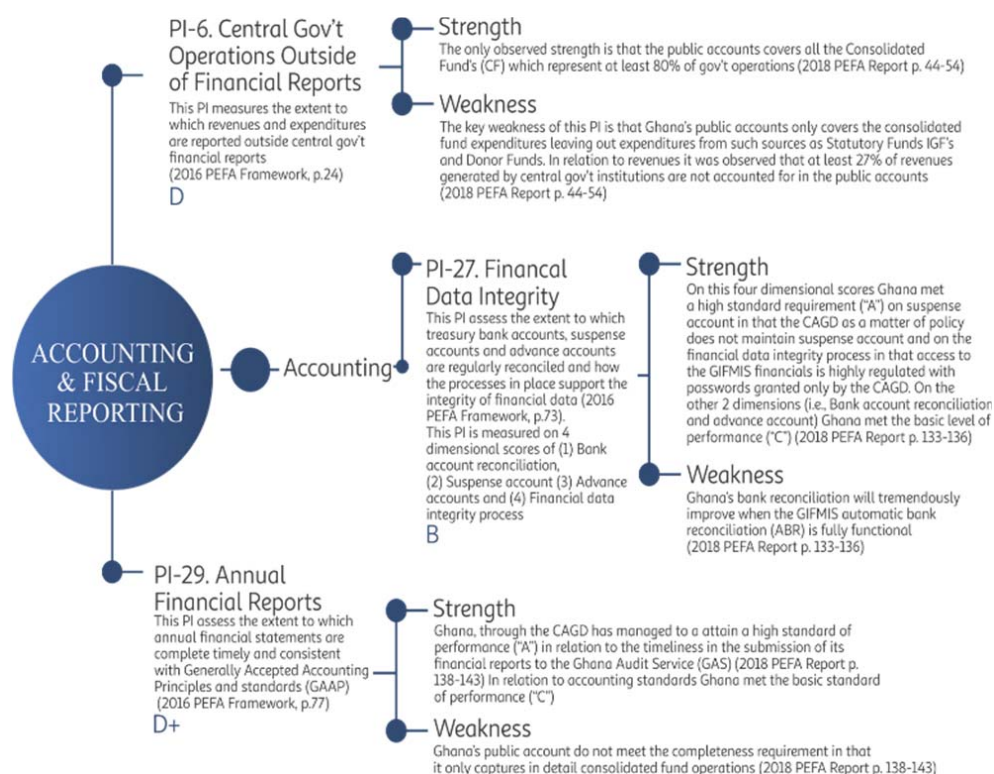 PI-6. Central Gov't
Operations Outside
of Financial Reports
This PI measures the extent to
which revenues and expenditures
are reported outside central gov't
financial reports
(2016 PEFA Framework, p.24)
D
Strength
The only observed strength is that the public accounts covers all the Consolidated
Fund's (CF) which represent at least 80% of gov't operations (2018 PEFA Report p. 44-54)
Weakness
The key weakness of this PI is that Ghana's public accounts only covers the consolidated
fund expenditures leaving out expenditures from such sources as Statutory Funds IGF's
and Donor Funds. In relation to revenues it was observed that at least 27% of revenues
generated by central gov't institutions are not accounted for in the public accounts
(2018 PEFA Report p. 44-54)
ACCOUNTING
& FISCAL
REPORTING
Accounting
PI-27. Financal
Data Integrity
This PI assess the extent to which
treasury bank accounts, suspense
accounts and advance accounts
are regularly reconciled and how
the processes in place support the
integrity of financial data (2016
PEFA Framework, p.73).
This PI is measured on 4
dimensional scores of (1) Bank
account reconciliation,
(2) Suspense account (3) Advance
accounts and (4) Financial data
integrity process
B
Strength
On this four dimensional scores Ghana met
a high standard requirement ("A") on suspense
account in that the CAGD as a matter of policy
does not maintain suspense account and on the
financial data integrity process in that access to
the GIFMIS financials is highly regulated with
passwords granted only by the CAGD. On the
other 2 dimensions (i.e., Bank account reconciliation
and advance account) Ghana met the basic level of
performance ("C") (2018 PEFA Report p. 133-136)
Weakness
Ghana's bank reconciliation will tremendously
improve when the GIFMIS automatic bank
reconciliation (ABR) is fully functional
(2018 PEFA Report p. 133-136)
PI-29. Annual
Financial Reports
This PI assess the extent to which
annual financial statements are
complete timely and consistent
with Generally Accepted Accounting
Principles and standards (GAAP)
(2016 PEFA Framework, p.77)
D+
Strength
Ghana, through the CAGD has managed to a attain a high standard of
performance ("A") in relation to the timeliness in the submission of its
financial reports to the Ghana Audit Service (GAS) (2018 PEFA Report p.
138-143) In relation to accounting standards Ghana met the basic standard
of performance ("C")
Weakness
Ghana's public account do not meet the completeness requirement in that
it only captures in detail consolidated fund operations (2018 PEFA Report p. 138-143)